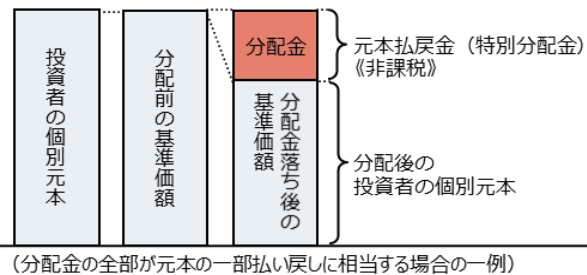 投資者の個別元本
分配前の基準価額
分配金
分配金落ち後の
基準価額
元本払戻金（特別分配金）
《非課税》
分配後の
投資者の個別元本
（分配金の全部が元本の一部払い戻しに相当する場合の一例）